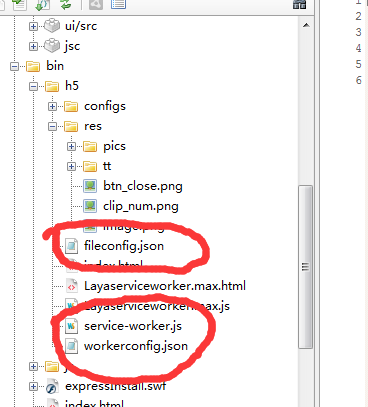 1
ui/src
3
jsc
4
bin
5
h5
6
configs
res
pics
tt
btn_close.png
clip_num.png
image.png
fileconfig.json
index.html
Layaserviceworker.max.html
Layaserviceworker.max.js
service-worker.js
workerconfig.json
expressInstall.swf
index.html